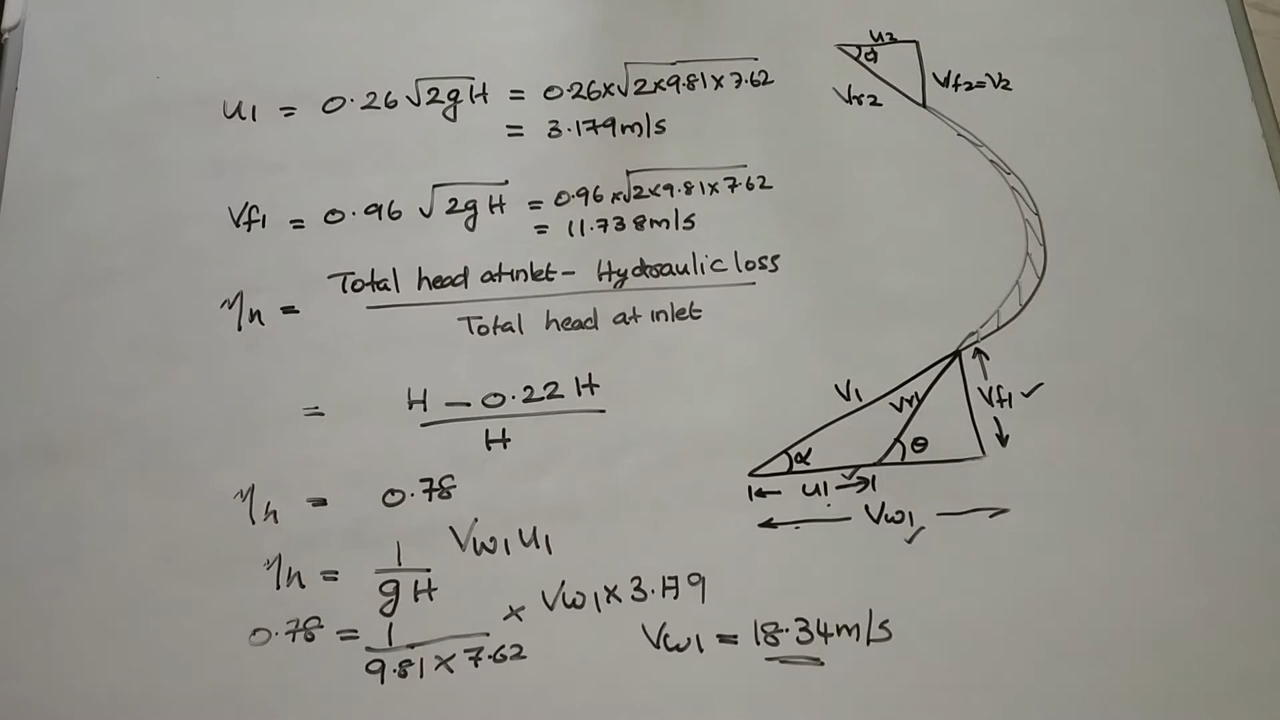 u1 = 0.26 √2gH = 0.26×√2×9.81×7.62
= 3.179m/s
Vf1 = 0.96 √2gH = 0.96×√2×9.81×7.62
= 11.738m/s
ηh = Total head at inlet - Hydraulic loss
Total head at inlet
= H - 0.22H
H
ηh = 0.78
ηh = 1 Vw1 u1
gH
0.78 = 1 × Vw1 × 3.179
9.81×7.62
Vw1 = 18.34m/s
u2
ϕ
Vr2
Vf2=V2
V1
Vr1
Vf1 ✓
α
θ
u1
Vw1